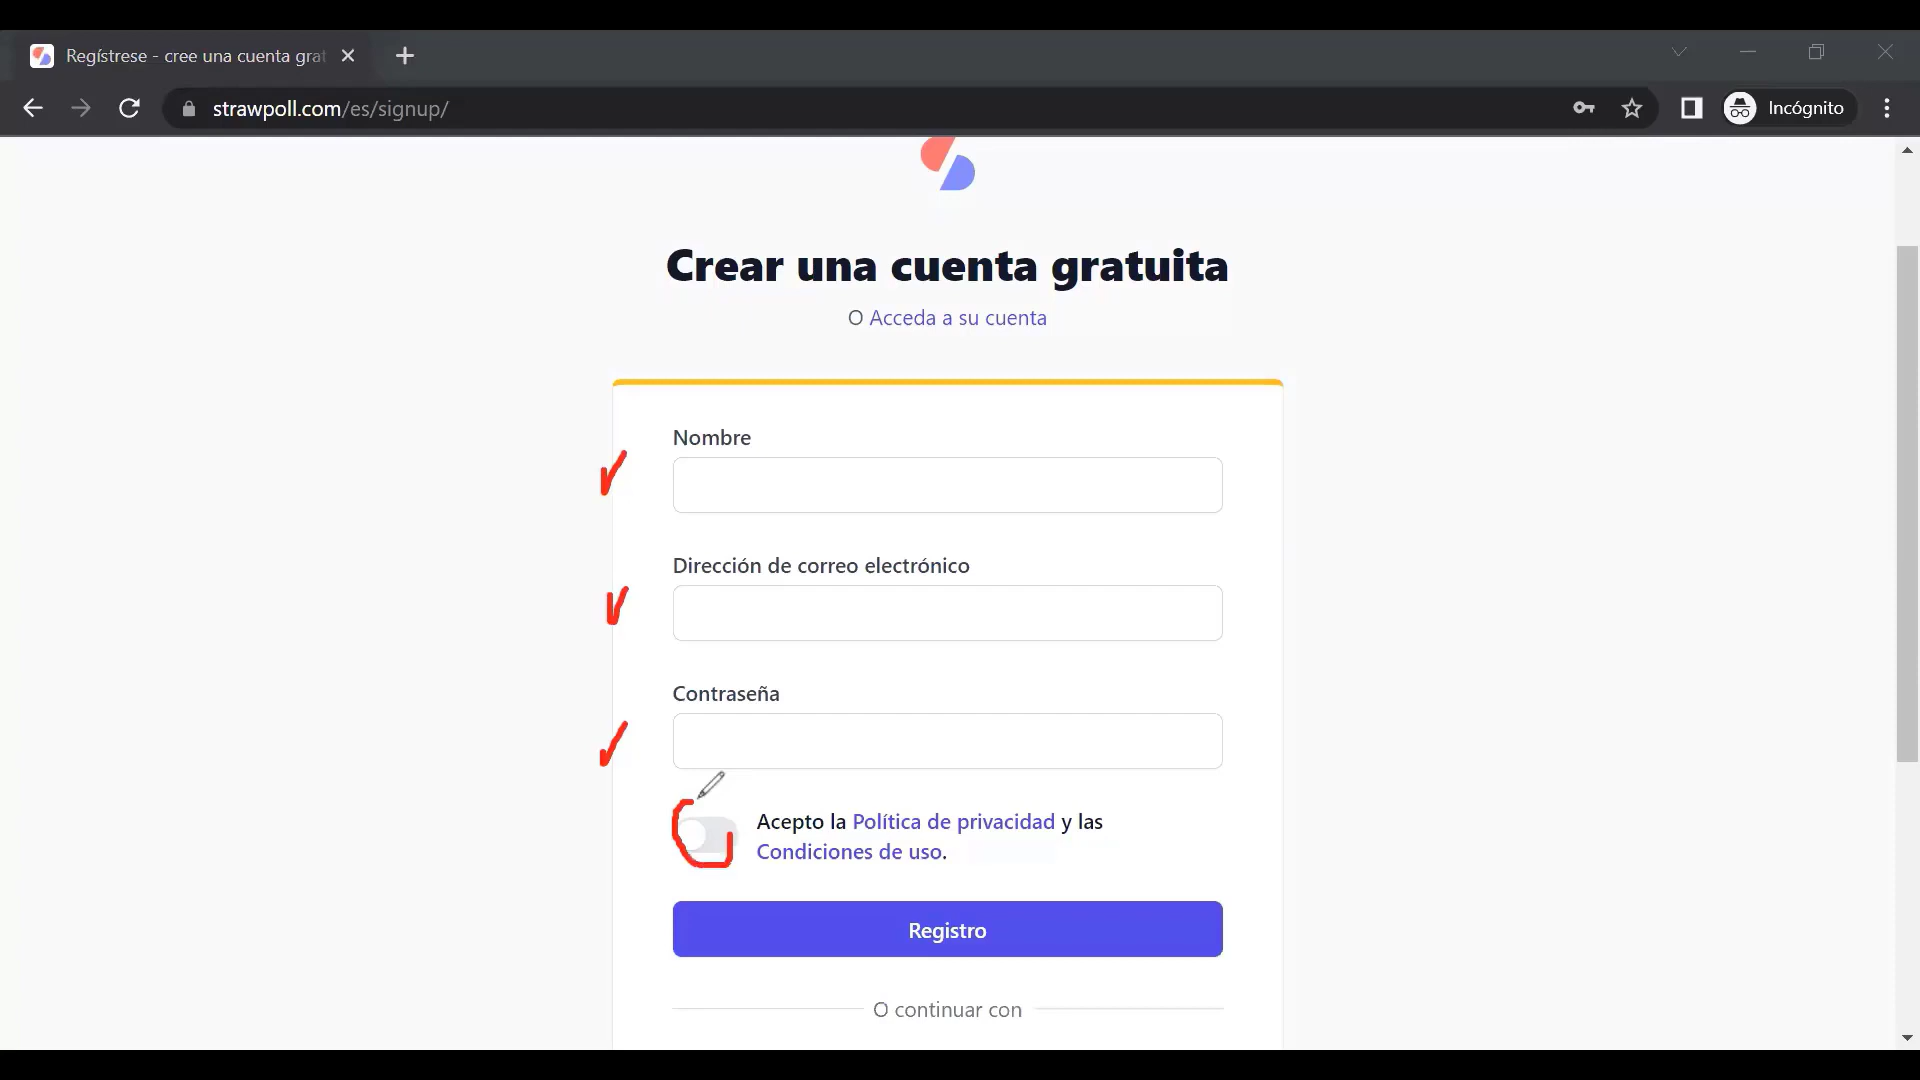 Regístrese - cree una cuenta grat
strawpoll.com/es/signup/
Incógnito
Crear una cuenta gratuita
O Acceda a su cuenta
Nombre
Dirección de correo electrónico
Contraseña
Acepto la Política de privacidad y las
Condiciones de uso.
Registro
O continuar con